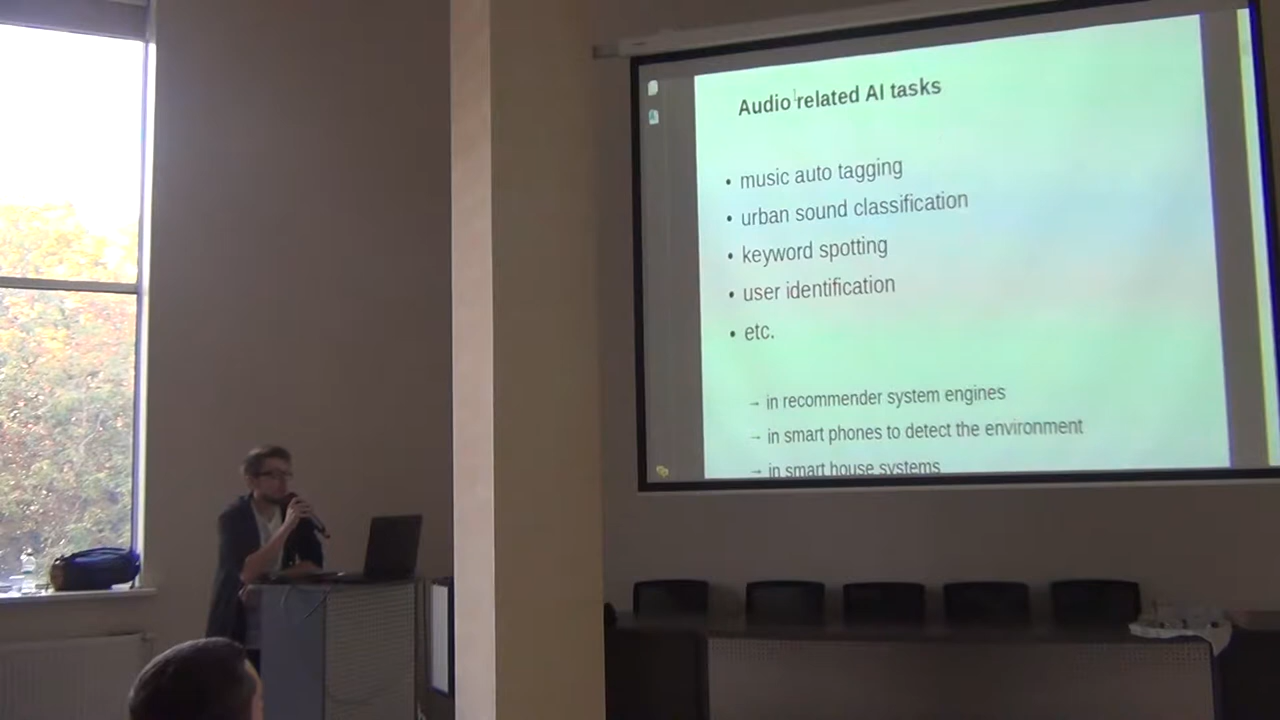 Audio related AI tasks
• music auto tagging
• urban sound classification
• keyword spotting
• user identification
• etc.
→ in recommender system engines
→ in smart phones to detect the environment
→ in smart house systems